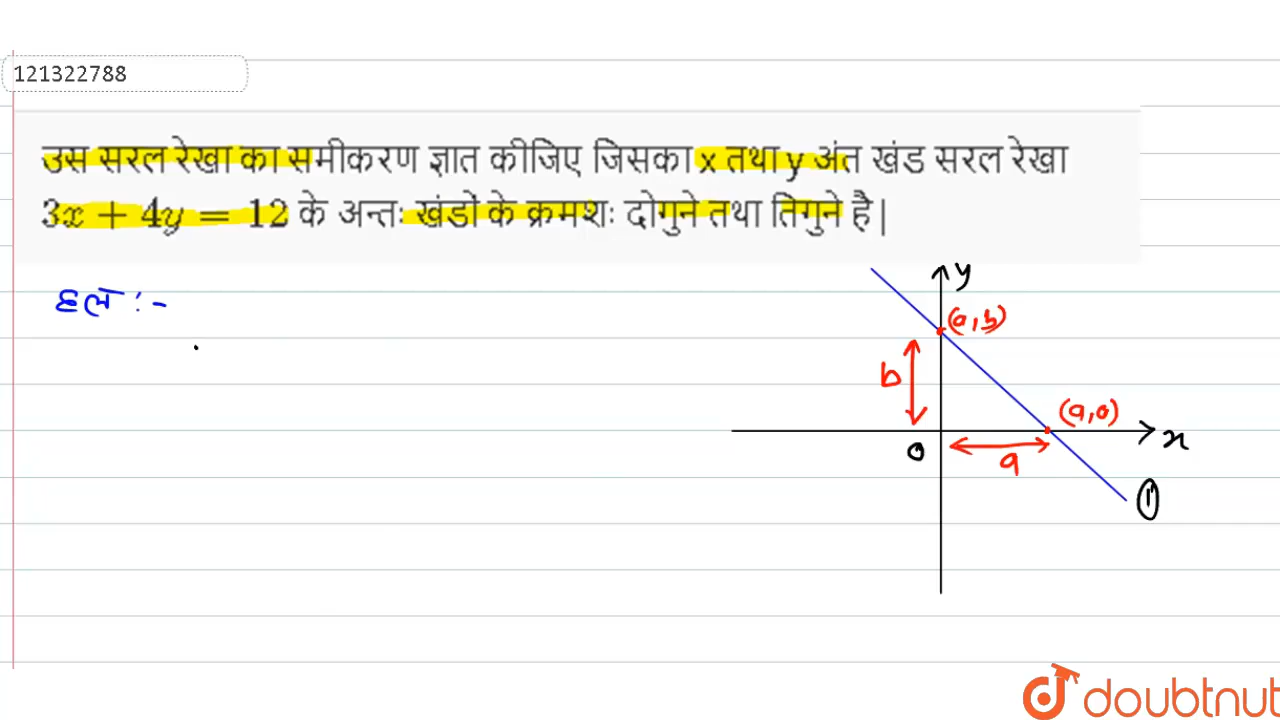 121322788
उस सरल रेखा का समीकरण ज्ञात कीजिए जिसका x तथा y अंत खंड सरल रेखा
3x + 4y = 12 के अन्तः खंडों के क्रमशः दोगुने तथा तिगुने है |
हल :-
y
(0,b)
b
(a,0)
x
0
a
1
doubtnut